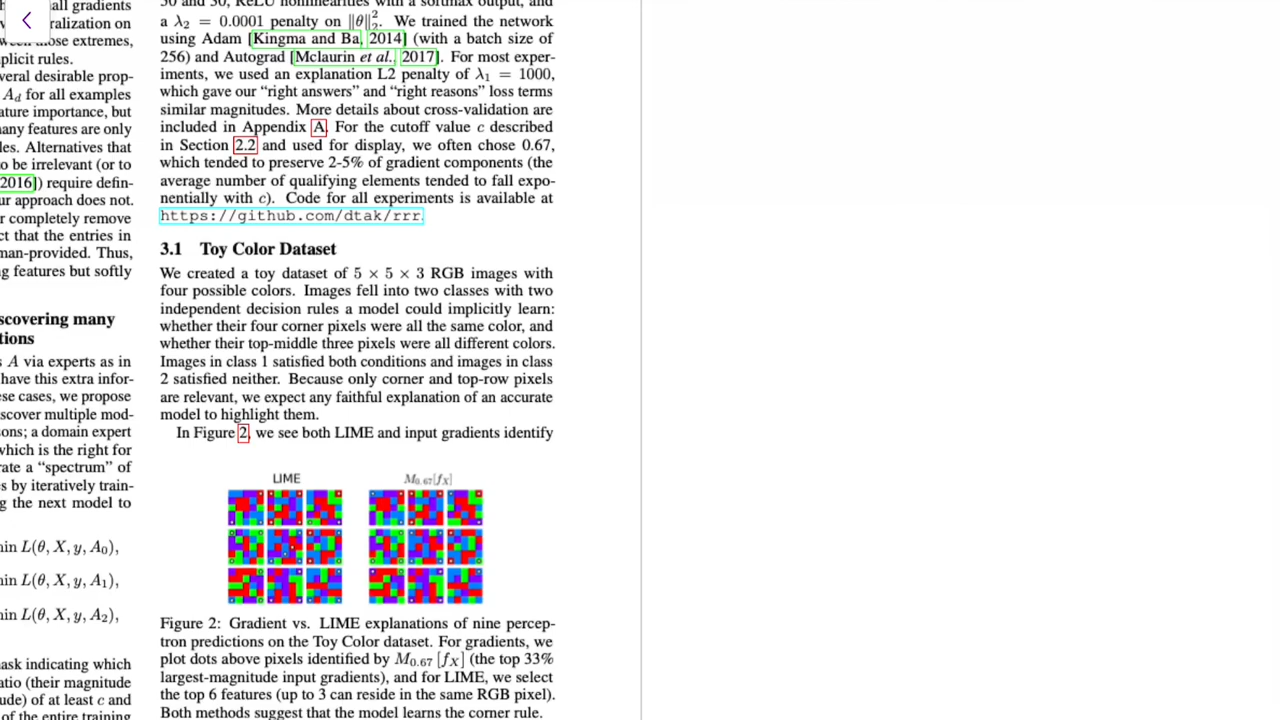 all gradients
ralization on
those extremes,
plicit rules.
veral desirable prop-
A_d for all examples
ature importance, but
nany features are only
les. Alternatives that
o be irrelevant (or to
2016]) require defin-
ur approach does not.
r completely remove
ct that the entries in
man-provided. Thus,
ng features but softly
scovering many
tions
s A via experts as in
have this extra infor-
ese cases, we propose
scover multiple mod-
ons; a domain expert
which is the right for
rate a “spectrum” of
s by iteratively train-
g the next model to
nin L(θ, X, y, A₀),
nin L(θ, X, y, A₁),
nin L(θ, X, y, A₂),
ask indicating which
atio (their magnitude
ude) of at least c and
of the entire training
50 and 30, ReLU nonlinearities with a softmax output, and
a λ₂ = 0.0001 penalty on ‖θ‖²₂. We trained the network
using Adam [Kingma and Ba, 2014] (with a batch size of
256) and Autograd [Mclaurin et al., 2017]. For most exper-
iments, we used an explanation L2 penalty of λ₁ = 1000,
which gave our “right answers” and “right reasons” loss terms
similar magnitudes. More details about cross-validation are
included in Appendix A. For the cutoff value c described
in Section 2.2 and used for display, we often chose 0.67,
which tended to preserve 2-5% of gradient components (the
average number of qualifying elements tended to fall expo-
nentially with c). Code for all experiments is available at
https://github.com/dtak/rrr.
3.1 Toy Color Dataset
We created a toy dataset of 5 × 5 × 3 RGB images with
four possible colors. Images fell into two classes with two
independent decision rules a model could implicitly learn:
whether their four corner pixels were all the same color, and
whether their top-middle three pixels were all different colors.
Images in class 1 satisfied both conditions and images in class
2 satisfied neither. Because only corner and top-row pixels
are relevant, we expect any faithful explanation of an accurate
model to highlight them.
In Figure 2, we see both LIME and input gradients identify
LIME
M₀.₆₇[f_X]
Figure 2: Gradient vs. LIME explanations of nine percep-
tron predictions on the Toy Color dataset. For gradients, we
plot dots above pixels identified by M₀.₆₇ [f_X] (the top 33%
largest-magnitude input gradients), and for LIME, we select
the top 6 features (up to 3 can reside in the same RGB pixel).
Both methods suggest that the model learns the corner rule.